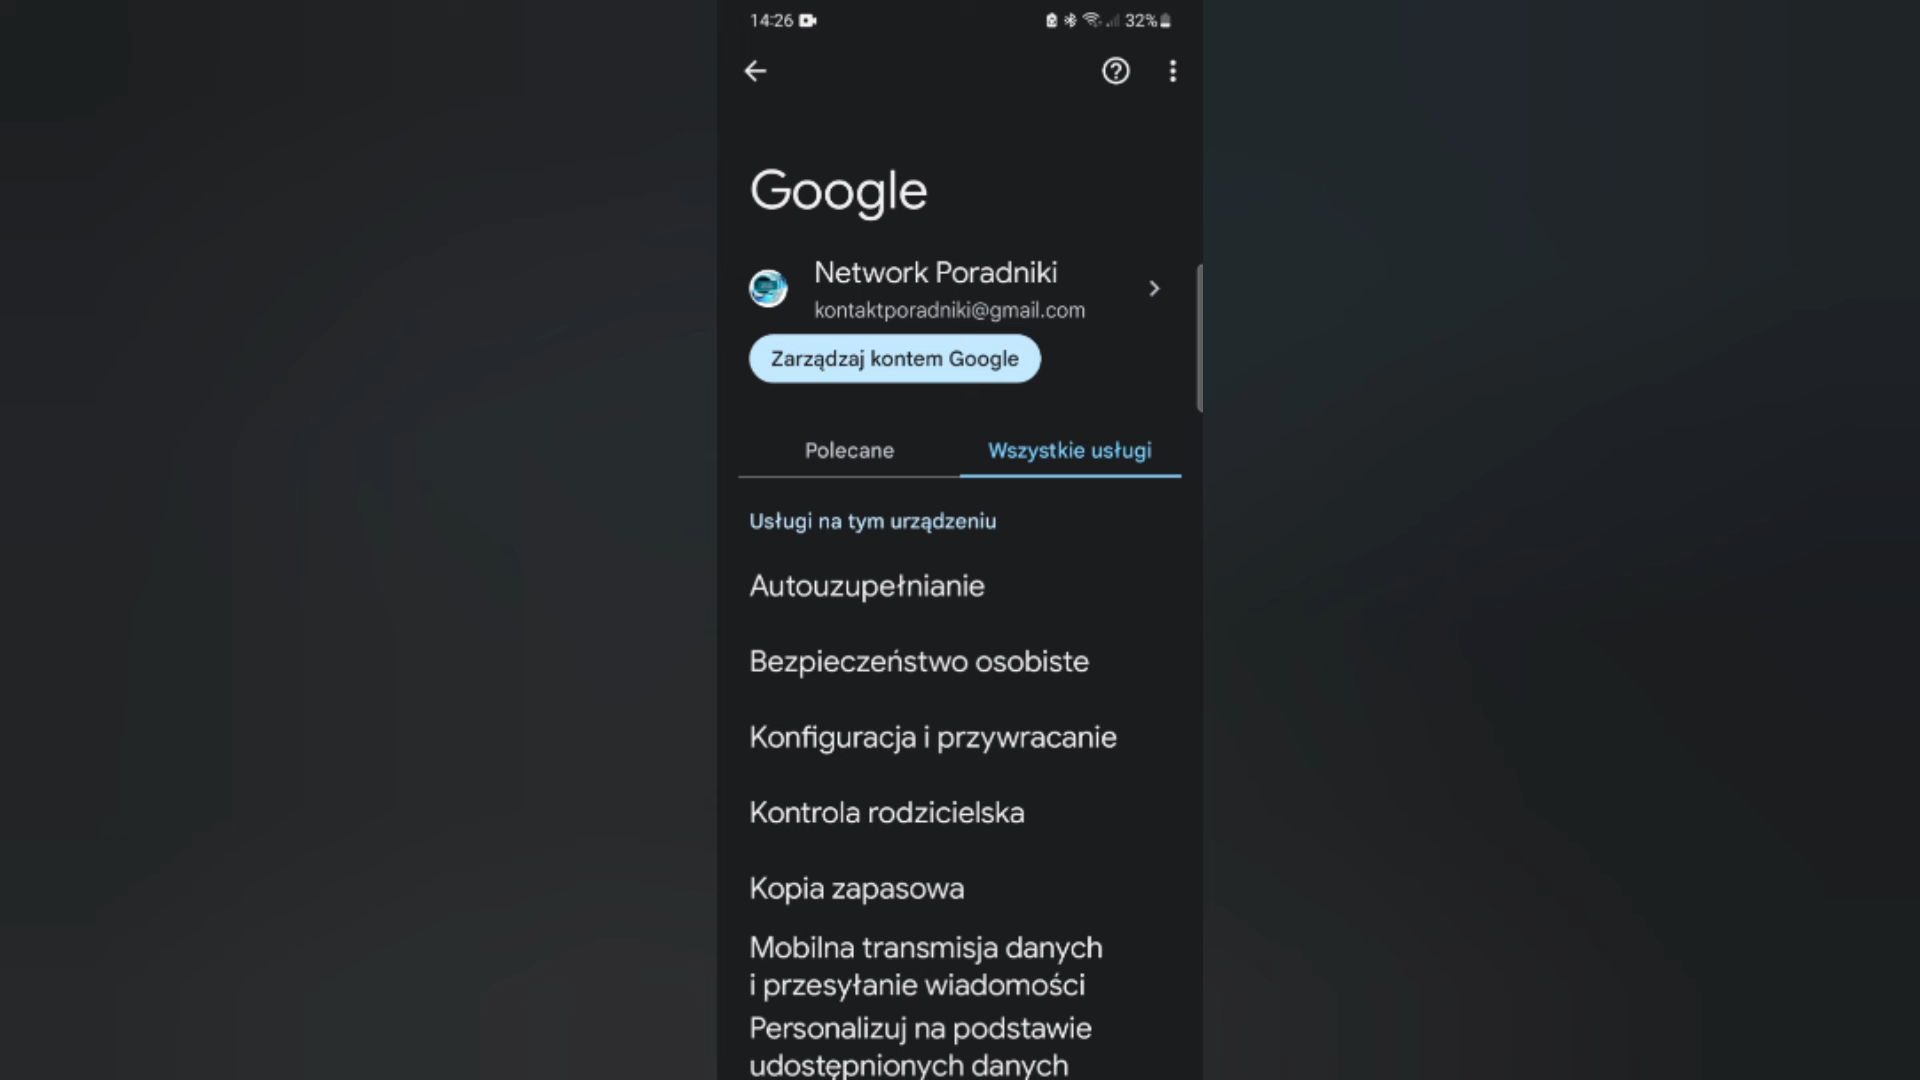 14:26 32%
Google
Network Poradniki
kontaktporadniki@gmail.com
Zarządzaj kontem Google
Polecane Wszystkie usługi
Usługi na tym urządzeniu
Autouzupełnianie
Bezpieczeństwo osobiste
Konfiguracja i przywracanie
Kontrola rodzicielska
Kopia zapasowa
Mobilna transmisja danych
i przesyłanie wiadomości
Personalizuj na podstawie
udostępnionych danych